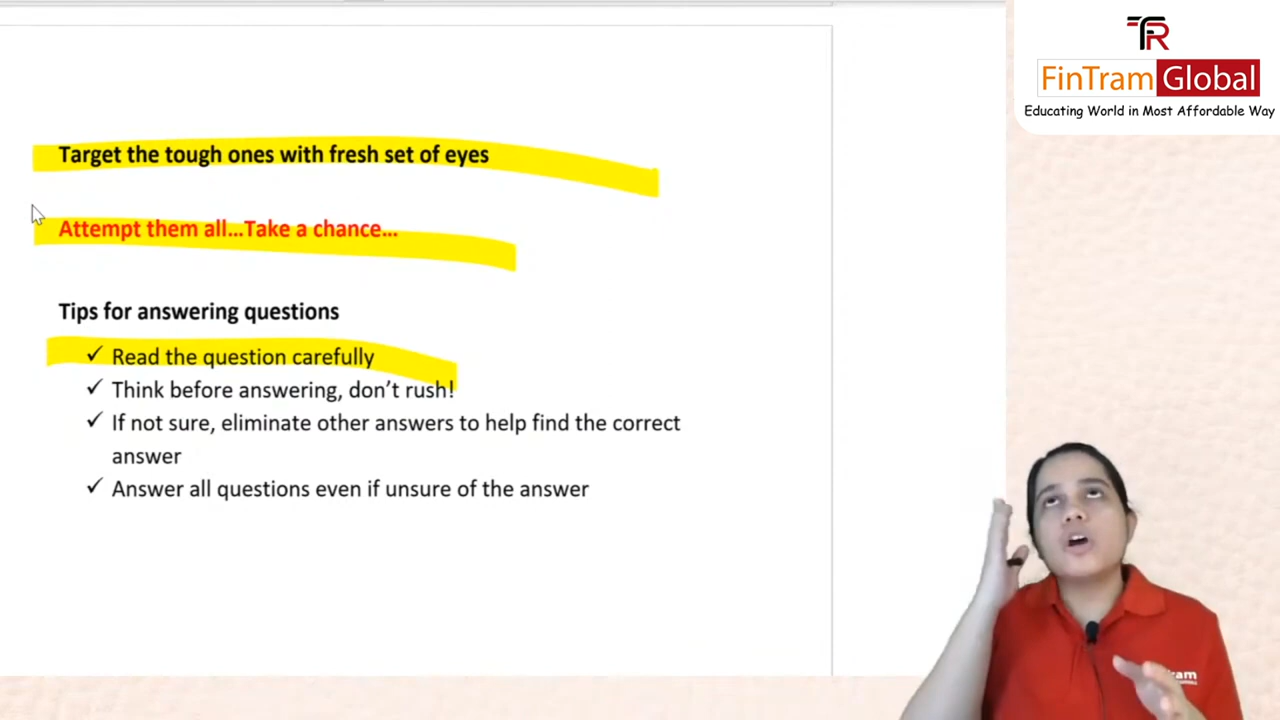 TR
FinTram Global
Educating World in Most Affordable Way
Target the tough ones with fresh set of eyes
Attempt them all...Take a chance...
Tips for answering questions
✓ Read the question carefully
✓ Think before answering, don't rush!
✓ If not sure, eliminate other answers to help find the correct
answer
✓ Answer all questions even if unsure of the answer